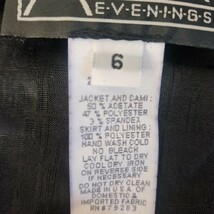 EVENINGS
6
JACKET AND CAMI:
50 % ACETATE
47 % POLYESTER
3 % SPANDEX
SKIRT AND LINING:
100 % POLYESTER
HAND WASH COLD
NO BLEACH
LAY FLAT TO DRY
COOL DRY IRON
ON REVERSE SIDE
IF NECESSARY
DO NOT DRY CLEAN
MADE IN U.S.A. OF
DOMESTIC &
IMPORTED FABRIC
RN #79283